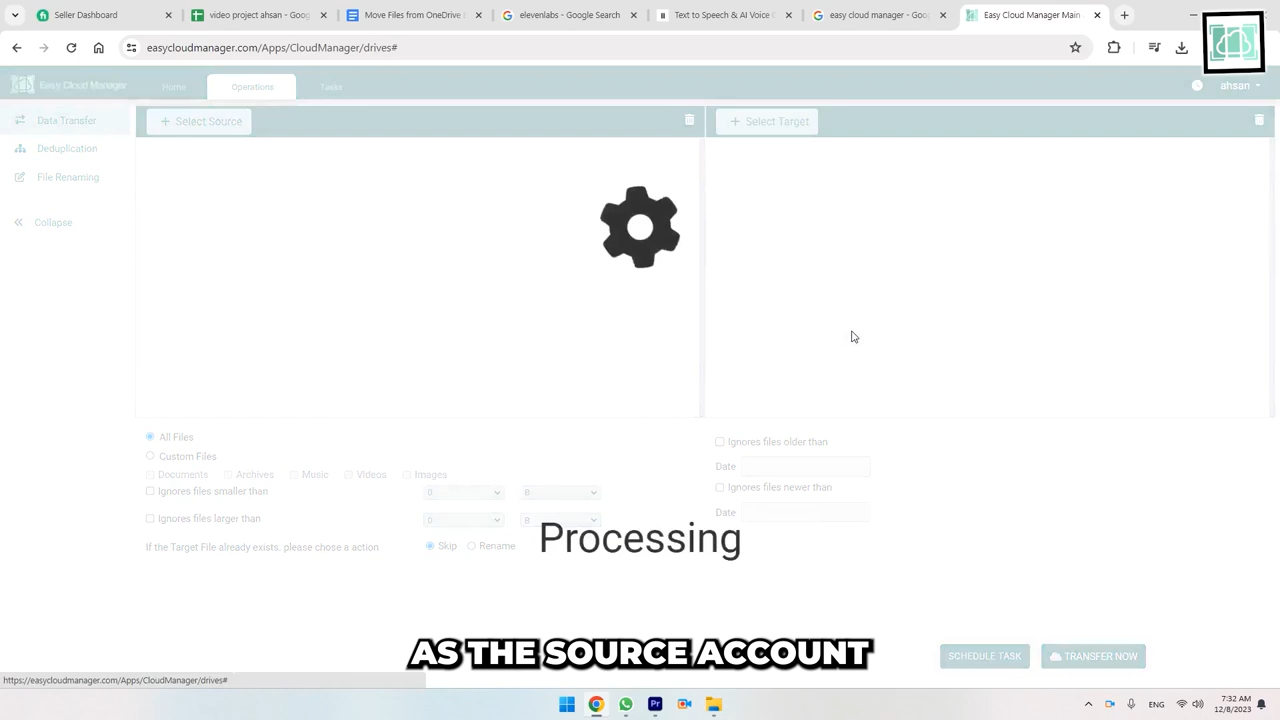 Seller Dashboard
video project ahsan - Goog
Move Files from OneDrive
Google Search
Text to Speech & AI Voice
easy cloud manager - Goo
Easy Cloud Manager Main
easycloudmanager.com/Apps/CloudManager/drives#
Easy Cloud Manager
Home
Operations
Tasks
ahsan
Data Transfer
Deduplication
File Renaming
Collapse
+ Select Source
+ Select Target
All Files
Custom Files
Documents Archives Music Videos Images
Ignores files smaller than 0 B
Ignores files larger than 0 B
If the Target File already exists, please chose a action Skip Rename
Ignores files older than
Date
Ignores files newer than
Date
Processing
AS THE SOURCE ACCOUNT
SCHEDULE TASK
TRANSFER NOW
https://easycloudmanager.com/Apps/CloudManager/drives#
ENG
7:32 AM
12/8/2023